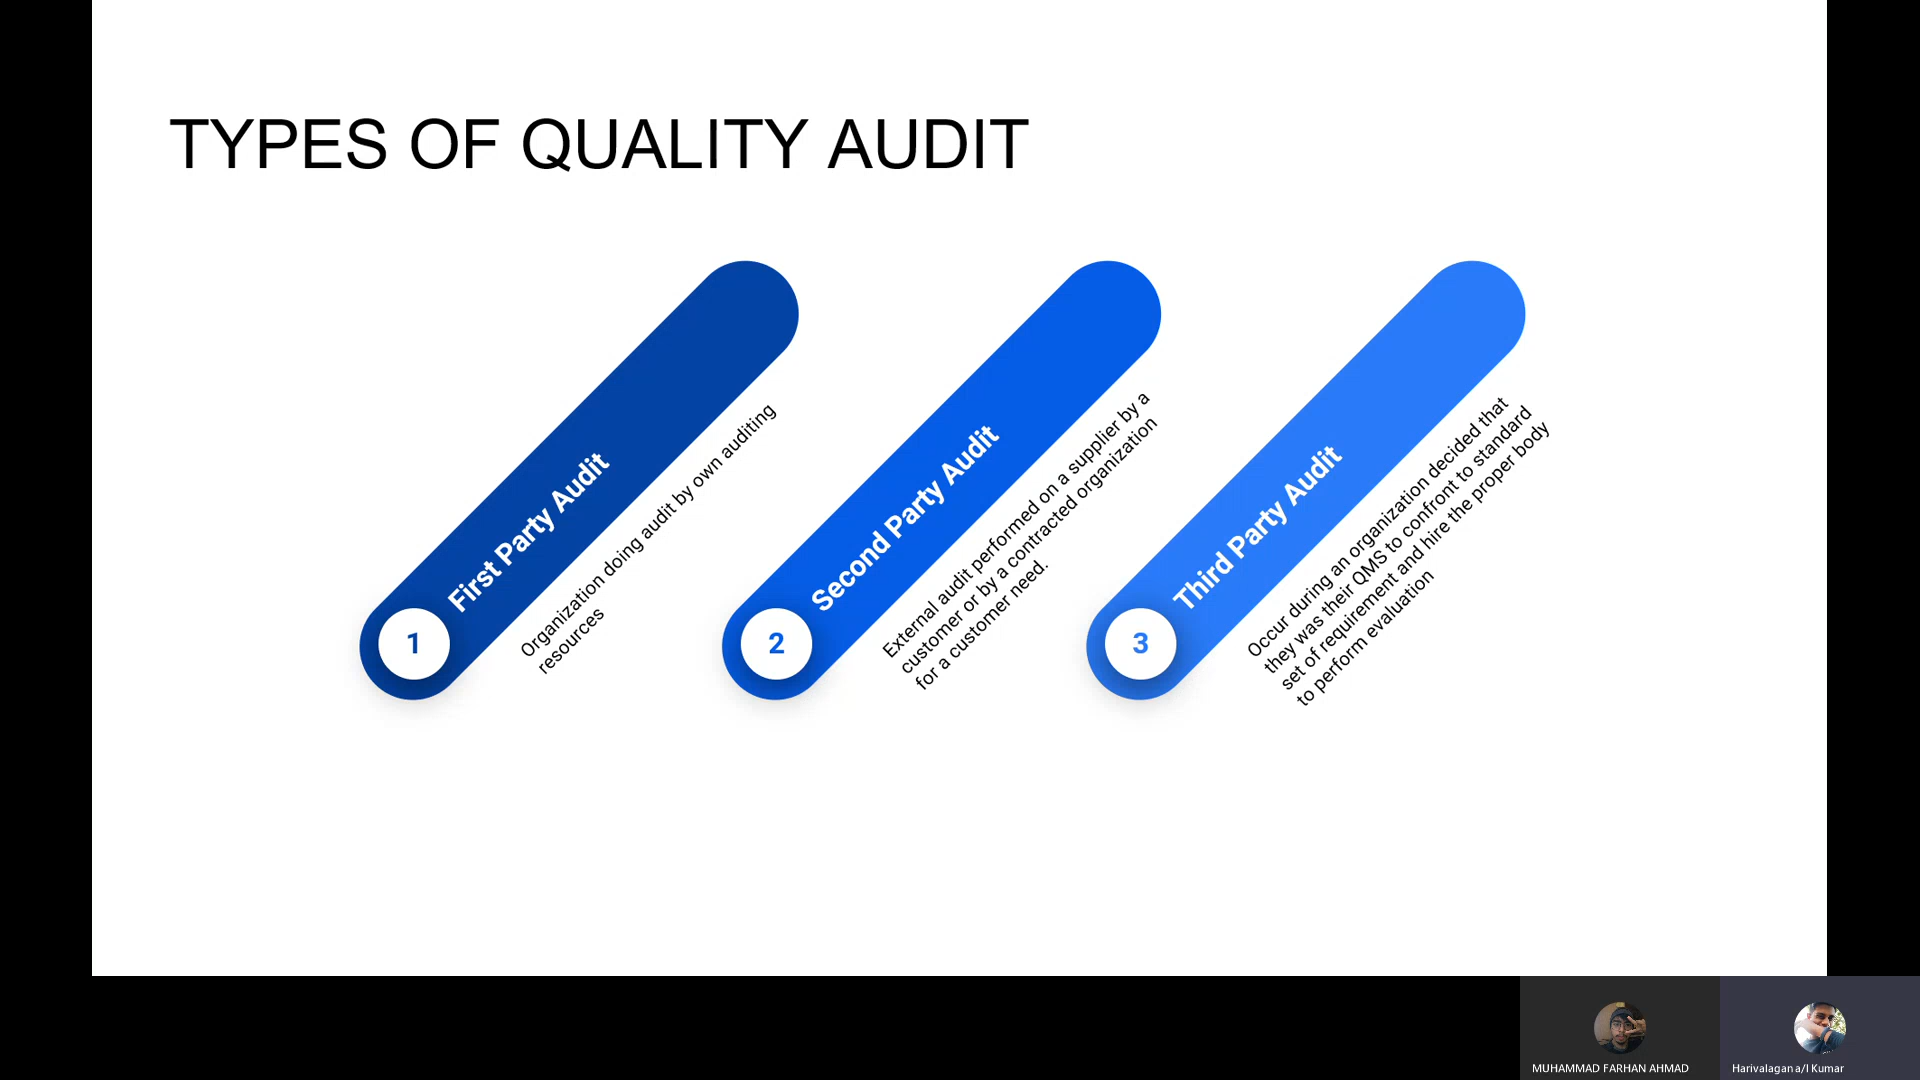 TYPES OF QUALITY AUDIT
1
First Party Audit
Organization doing audit by own auditing
resources
2
Second Party Audit
External audit performed on a supplier by a
customer or by a contracted organization
for a customer need.
3
Third Party Audit
Occur during an organization decided that
they was their QMS to confront to standard
set of requirement and hire the proper body
to perform evaluation
MUHAMMAD FARHAN AHMAD
Harivalagan a/l Kumar